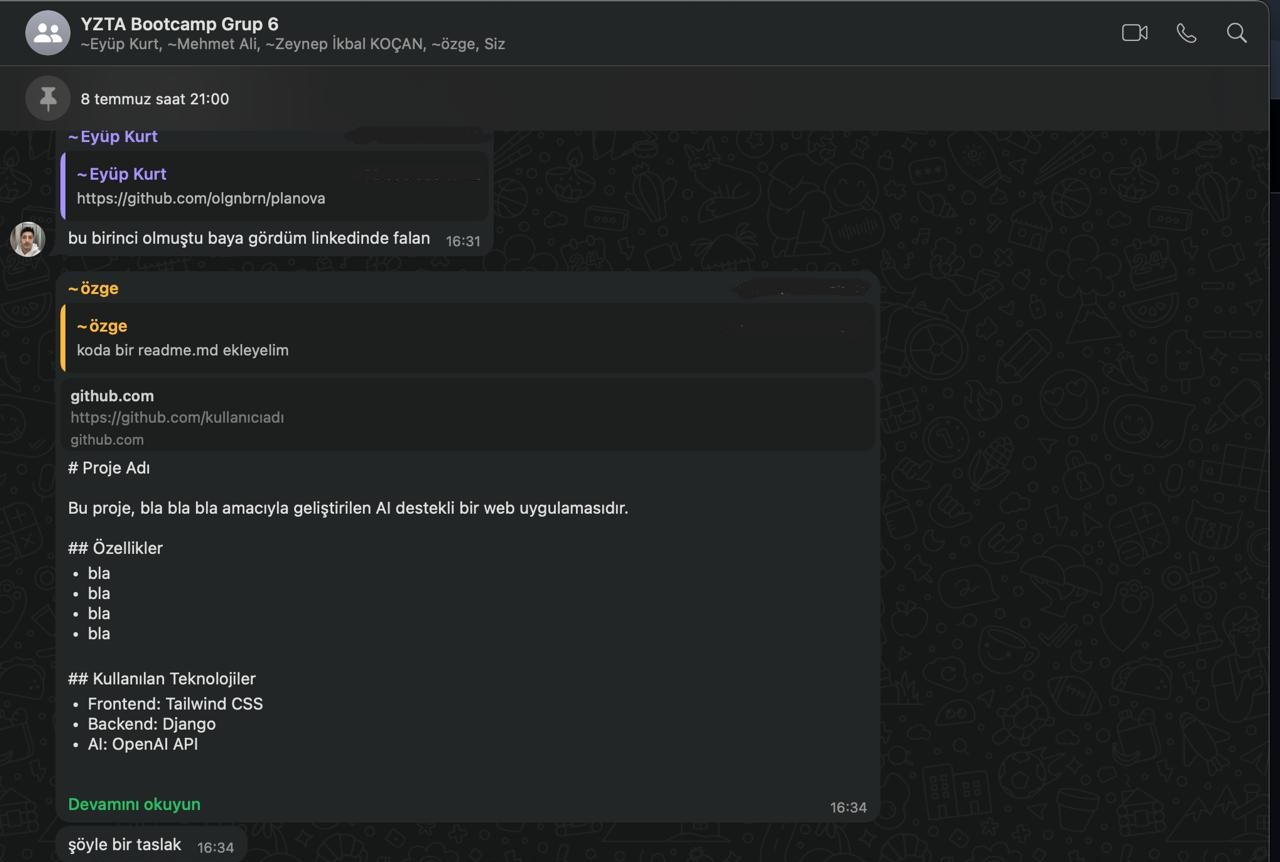 YZTA Bootcamp Grup 6
~Eyüp Kurt, ~Mehmet Ali, ~Zeynep İkbal KOÇAN, ~özge, Siz
8 temmuz saat 21:00
~Eyüp Kurt
~Eyüp Kurt
https://github.com/olgnbrn/planova
bu birinci olmuştu baya gördüm linkedinde falan 16:31
~özge
~özge
koda bir readme.md ekleyelim
github.com
https://github.com/kullanıcıadı
github.com
# Proje Adı
Bu proje, bla bla bla amacıyla geliştirilen AI destekli bir web uygulamasıdır.
## Özellikler
• bla
• bla
• bla
• bla
## Kullanılan Teknolojiler
• Frontend: Tailwind CSS
• Backend: Django
• AI: OpenAI API
Devamını okuyun 16:34
şöyle bir taslak 16:34